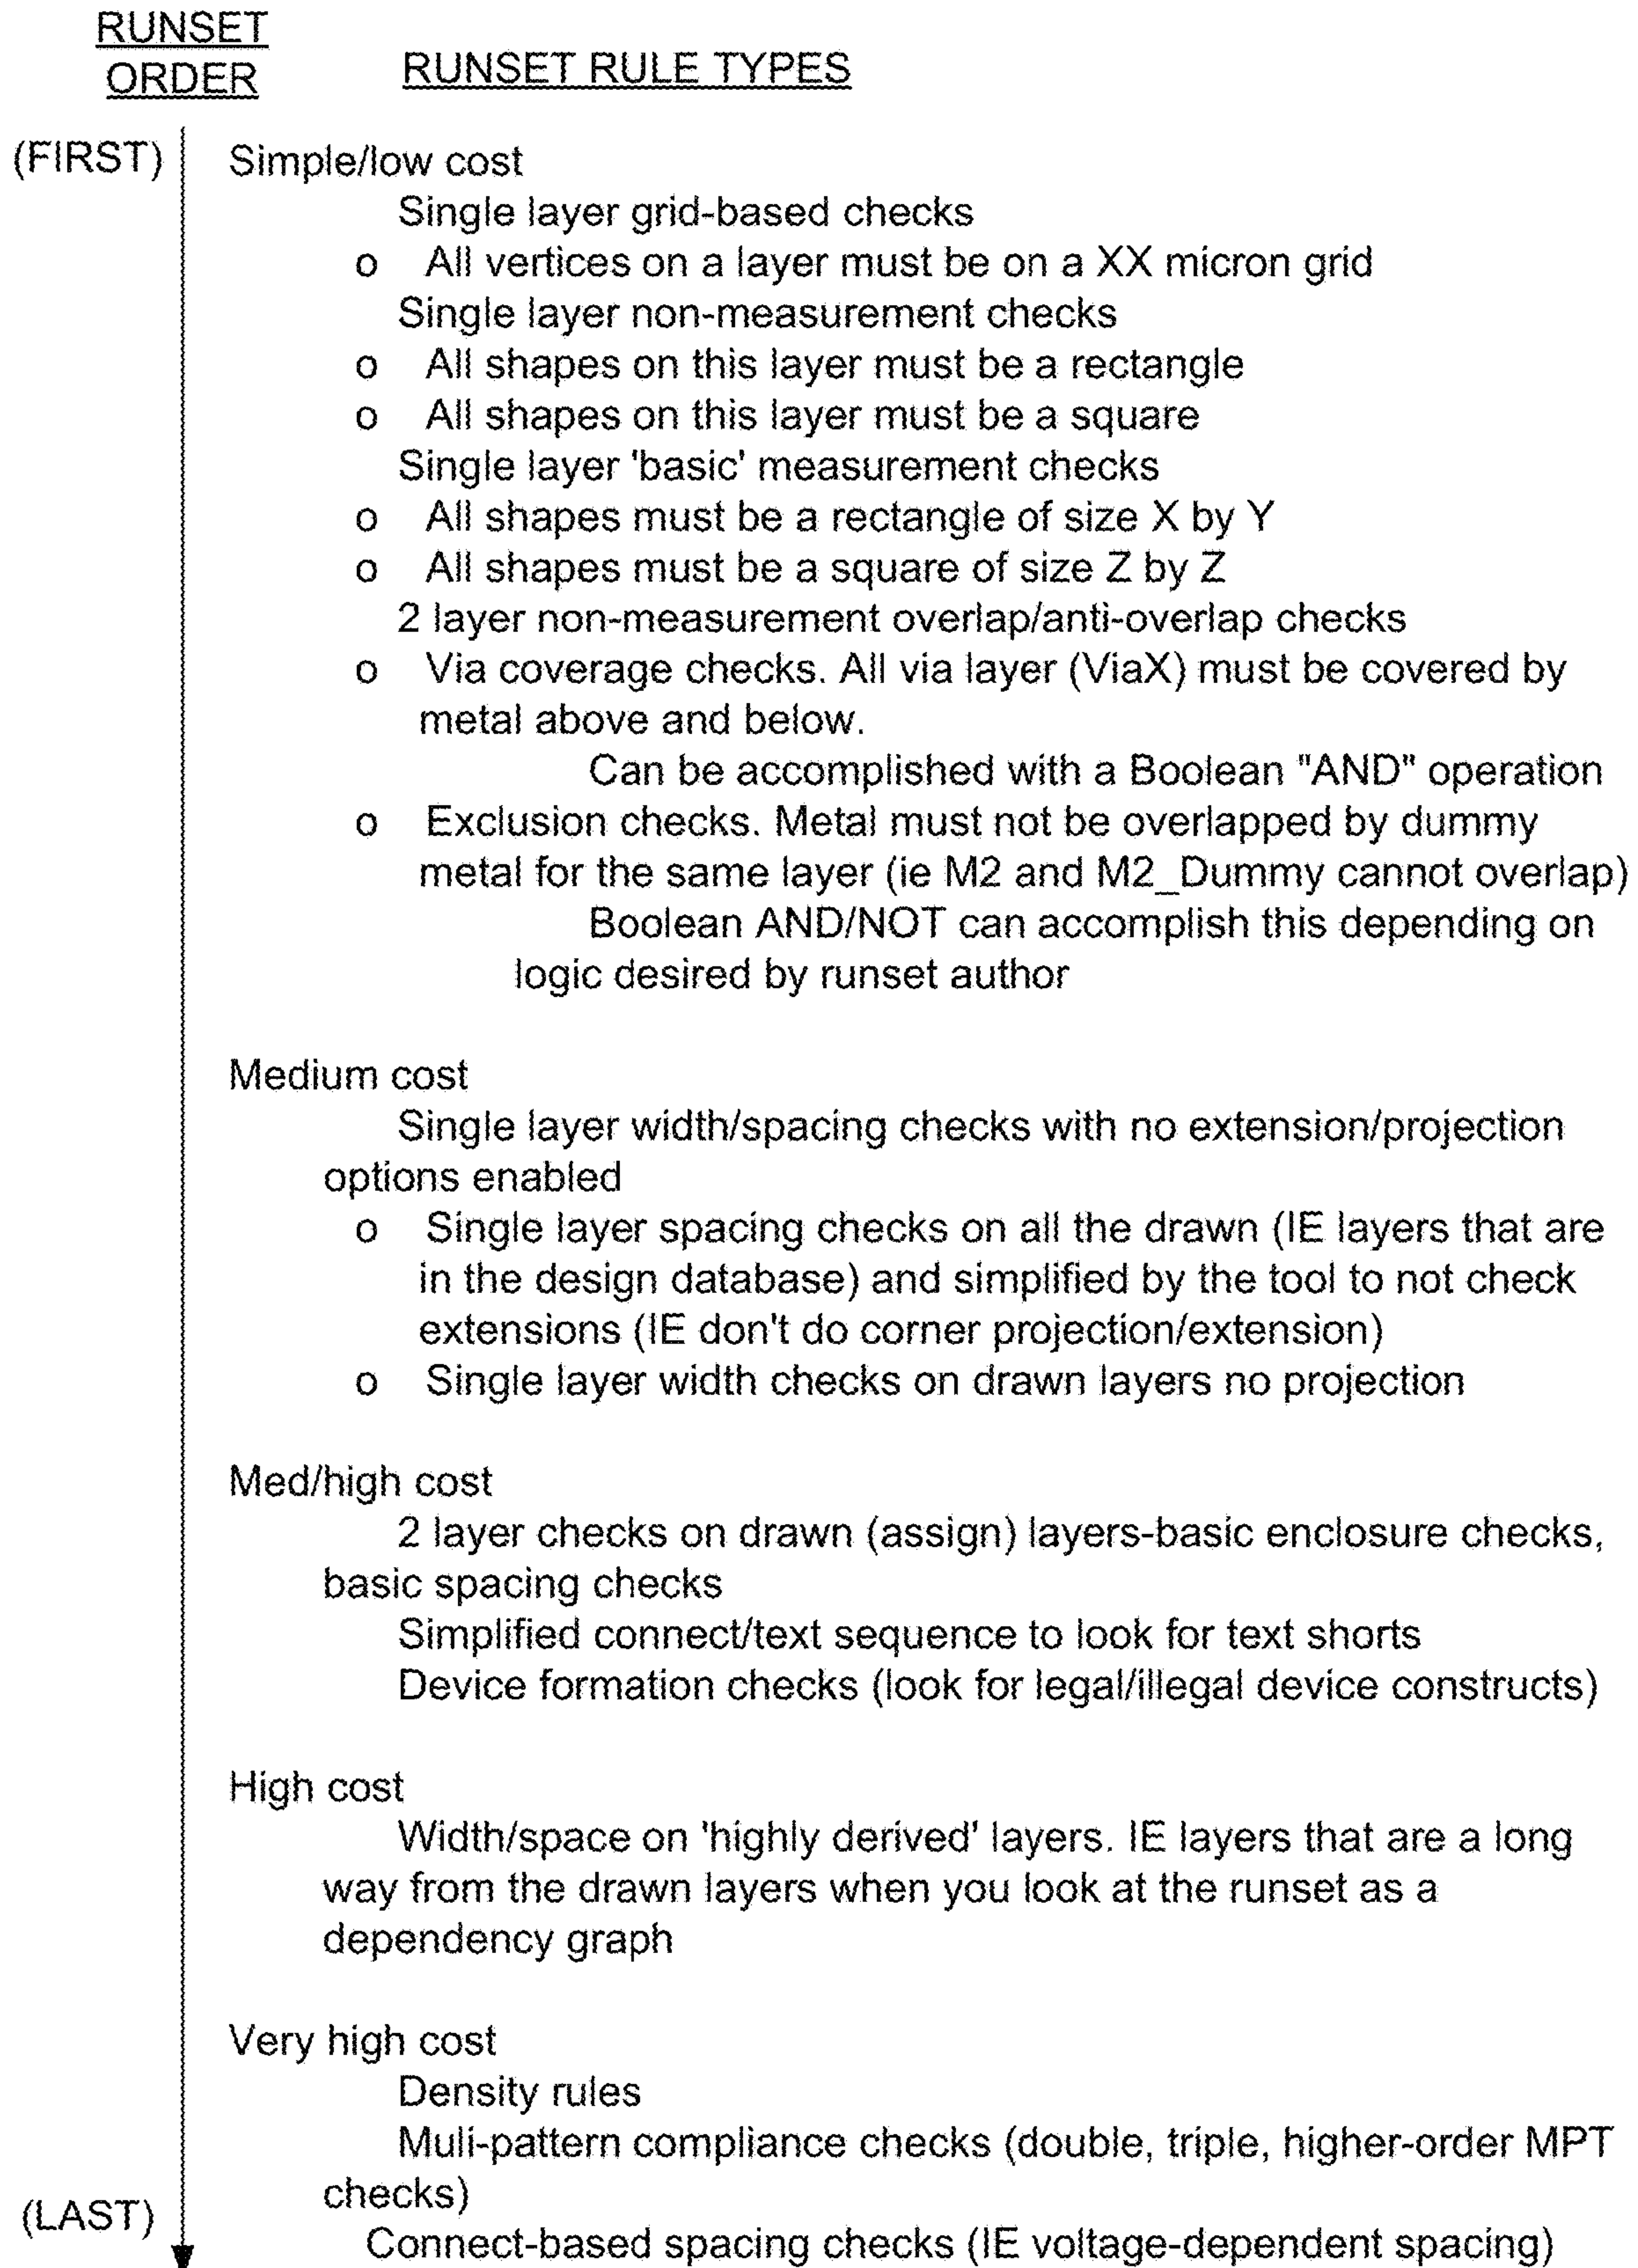 RUNSET
ORDER
RUNSET RULE TYPES
(FIRST)
Simple/low cost
Single layer grid-based checks
o All vertices on a layer must be on a XX micron grid
Single layer non-measurement checks
o All shapes on this layer must be a rectangle
o All shapes on this layer must be a square
Single layer 'basic' measurement checks
o All shapes must be a rectangle of size X by Y
o All shapes must be a square of size Z by Z
2 layer non-measurement overlap/anti-overlap checks
o Via coverage checks. All via layer (ViaX) must be covered by
metal above and below.
Can be accomplished with a Boolean "AND" operation
o Exclusion checks. Metal must not be overlapped by dummy
metal for the same layer (ie M2 and M2_Dummy cannot overlap)
Boolean AND/NOT can accomplish this depending on
logic desired by runset author
Medium cost
Single layer width/spacing checks with no extension/projection
options enabled
o Single layer spacing checks on all the drawn (IE layers that are
in the design database) and simplified by the tool to not check
extensions (IE don't do corner projection/extension)
o Single layer width checks on drawn layers no projection
Med/high cost
2 layer checks on drawn (assign) layers-basic enclosure checks,
basic spacing checks
Simplified connect/text sequence to look for text shorts
Device formation checks (look for legal/illegal device constructs)
High cost
Width/space on 'highly derived' layers. IE layers that are a long
way from the drawn layers when you look at the runset as a
dependency graph
Very high cost
Density rules
Muli-pattern compliance checks (double, triple, higher-order MPT
checks)
(LAST)
Connect-based spacing checks (IE voltage-dependent spacing)